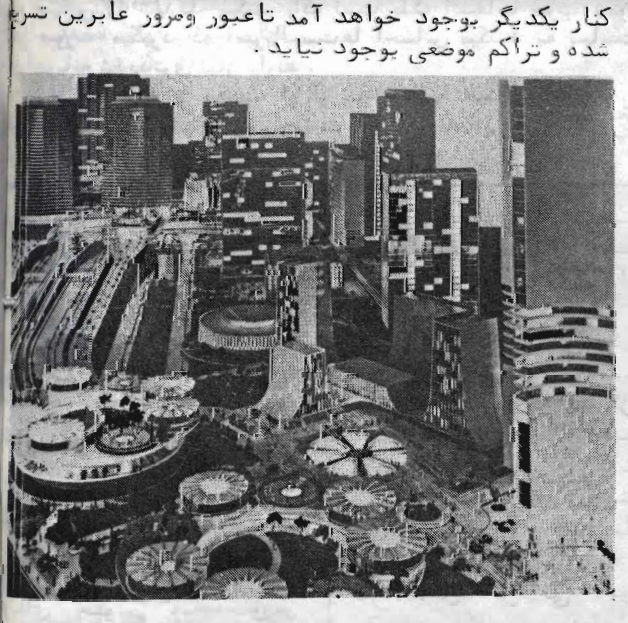 کنار یکدیگر بوجود خواهد آمد تا عبور ومرور عابرین تسریع
شده و تراکم موضعی بوجود نیاید .